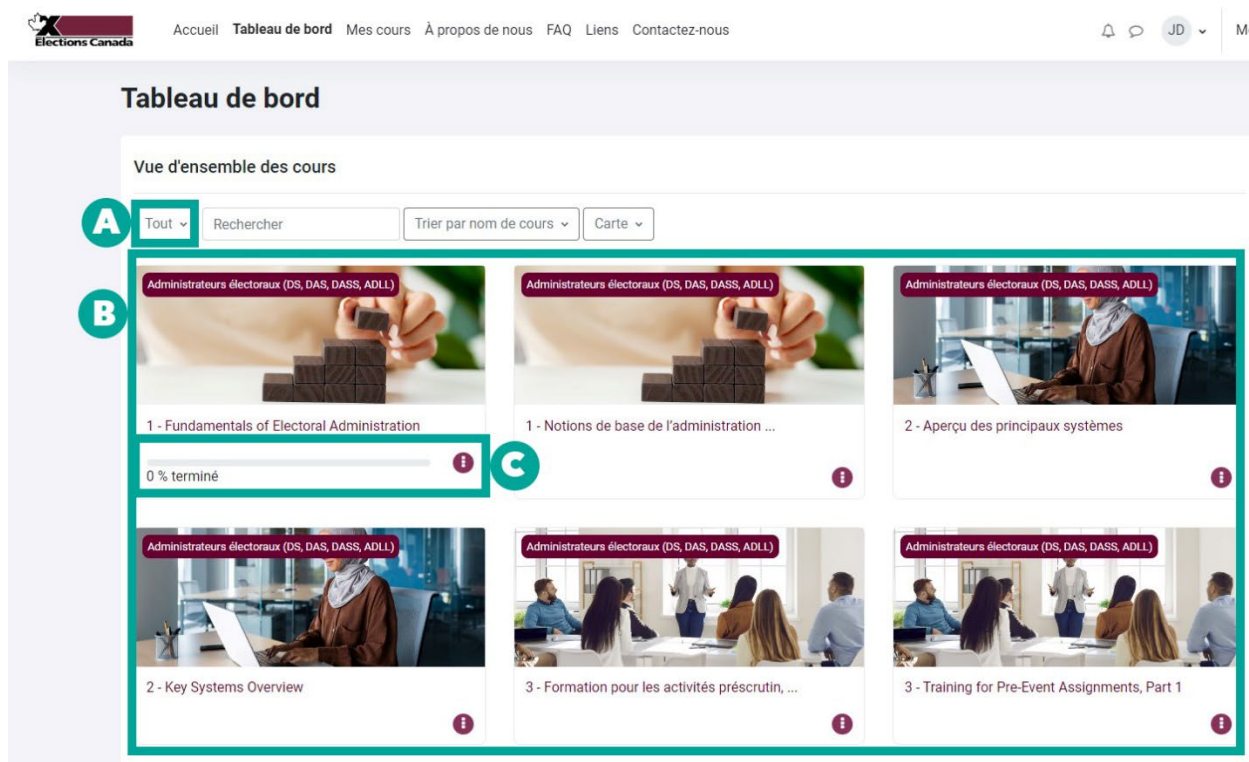 Elections Canada
Accueil Tableau de bord Mes cours À propos de nous FAQ Liens Contactez-nous JD
Tableau de bord
Vue d'ensemble des cours
A Tout Rechercher Trier par nom de cours Carte
B
Administrateurs électoraux (DS, DAS, DASS, ADLL) Administrateurs électoraux (DS, DAS, DASS, ADLL) Administrateurs électoraux (DS, DAS, DASS, ADLL)
1 - Fundamentals of Electoral Administration 1 - Notions de base de l'administration ... 2 - Aperçu des principaux systèmes
C
0 % terminé
Administrateurs électoraux (DS, DAS, DASS, ADLL) Administrateurs électoraux (DS, DAS, DASS, ADLL) Administrateurs électoraux (DS, DAS, DASS, ADLL)
2 - Key Systems Overview 3 - Formation pour les activités préscrutin, ... 3 - Training for Pre-Event Assignments, Part 1